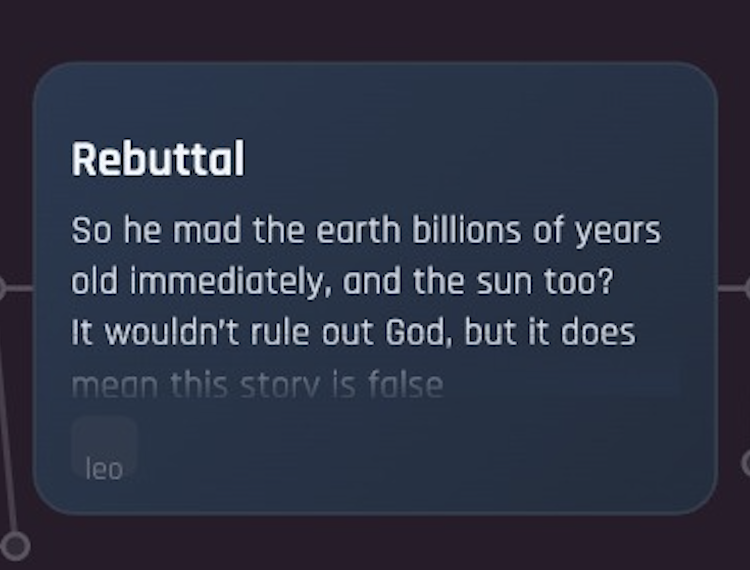 Rebuttal
So he mad the earth billions of years
old immediately, and the sun too?
It wouldn't rule out God, but it does
mean this story is false
leo